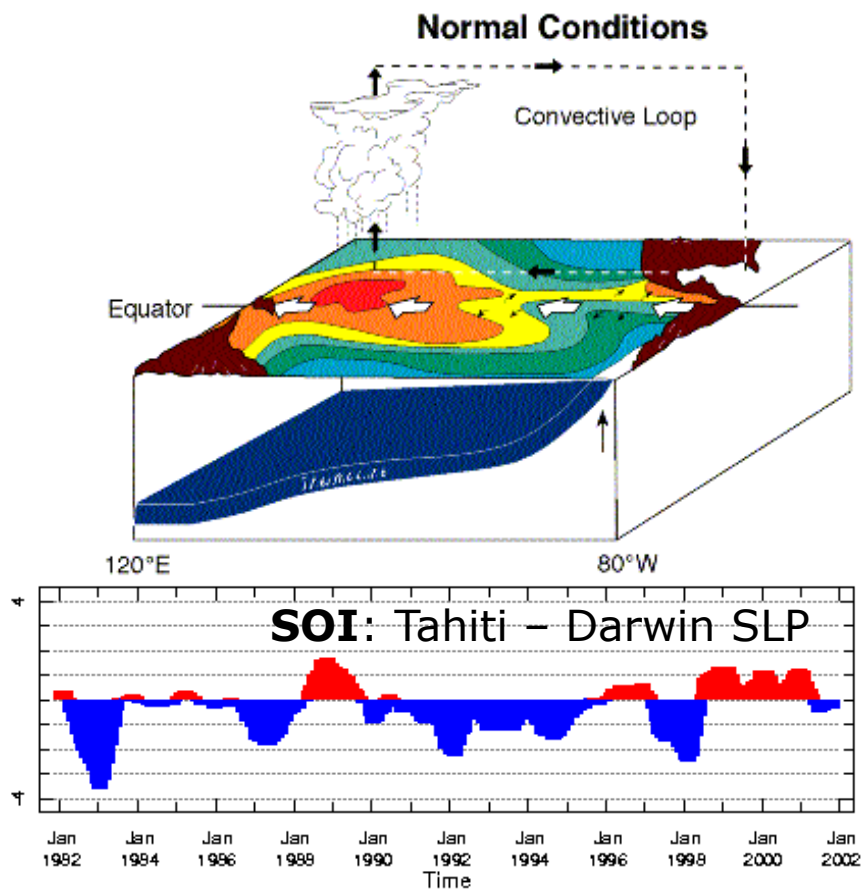 Normal Conditions
Convective Loop
Equator
120°E
80°W
SOI: Tahiti – Darwin SLP
4
-4
Jan Jan Jan Jan Jan Jan Jan Jan Jan Jan Jan
1982 1984 1986 1988 1990 1992 1994 1996 1998 2000 2002
Time